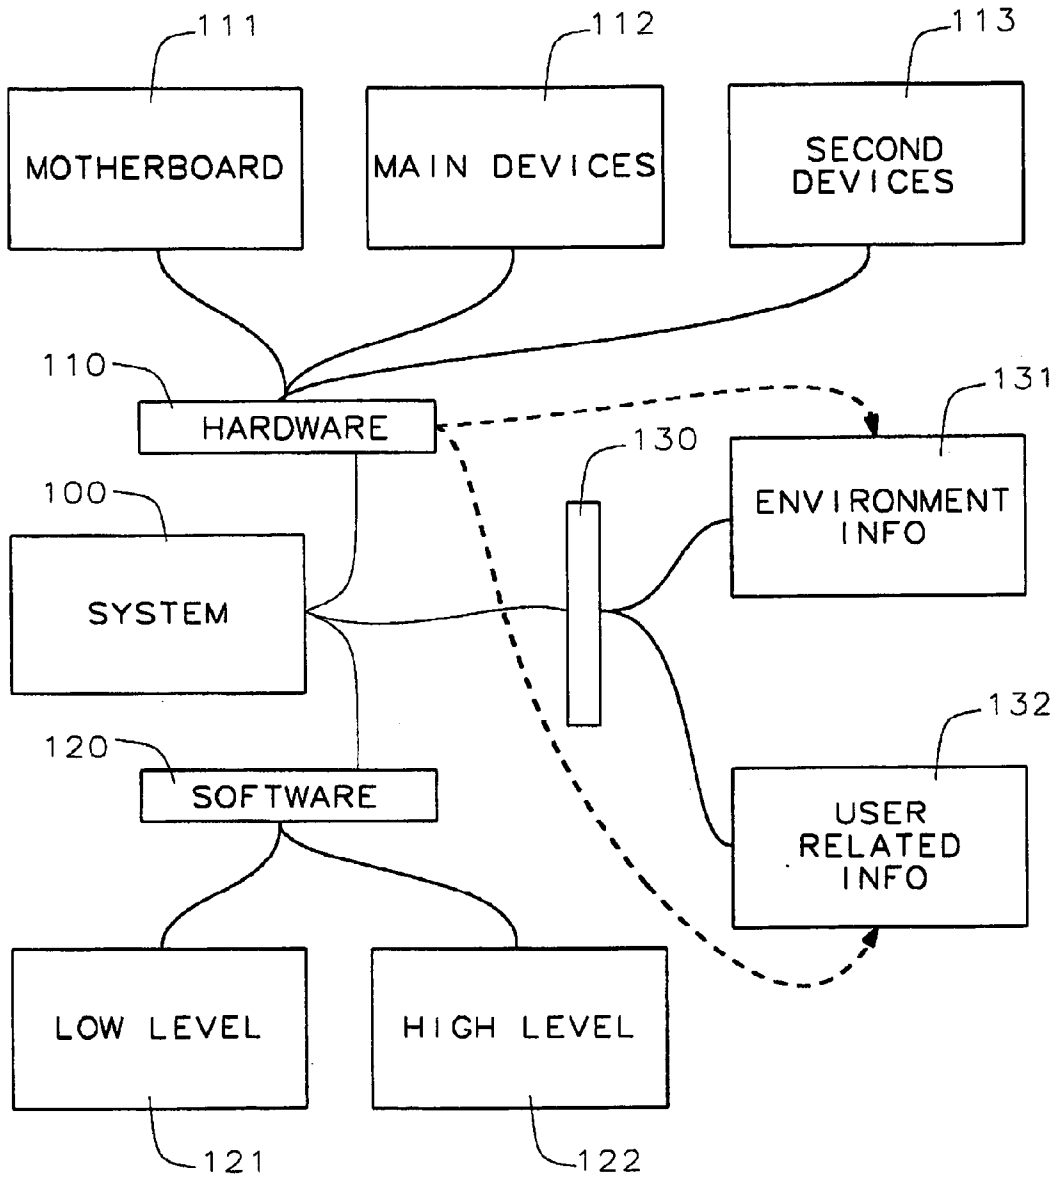 111
112
113
MOTHERBOARD
MAIN DEVICES
SECOND
DEVICES
110
HARDWARE
131
130
ENVIRONMENT
INFO
100
SYSTEM
132
120
SOFTWARE
USER
RELATED
INFO
LOW LEVEL
HIGH LEVEL
121
122